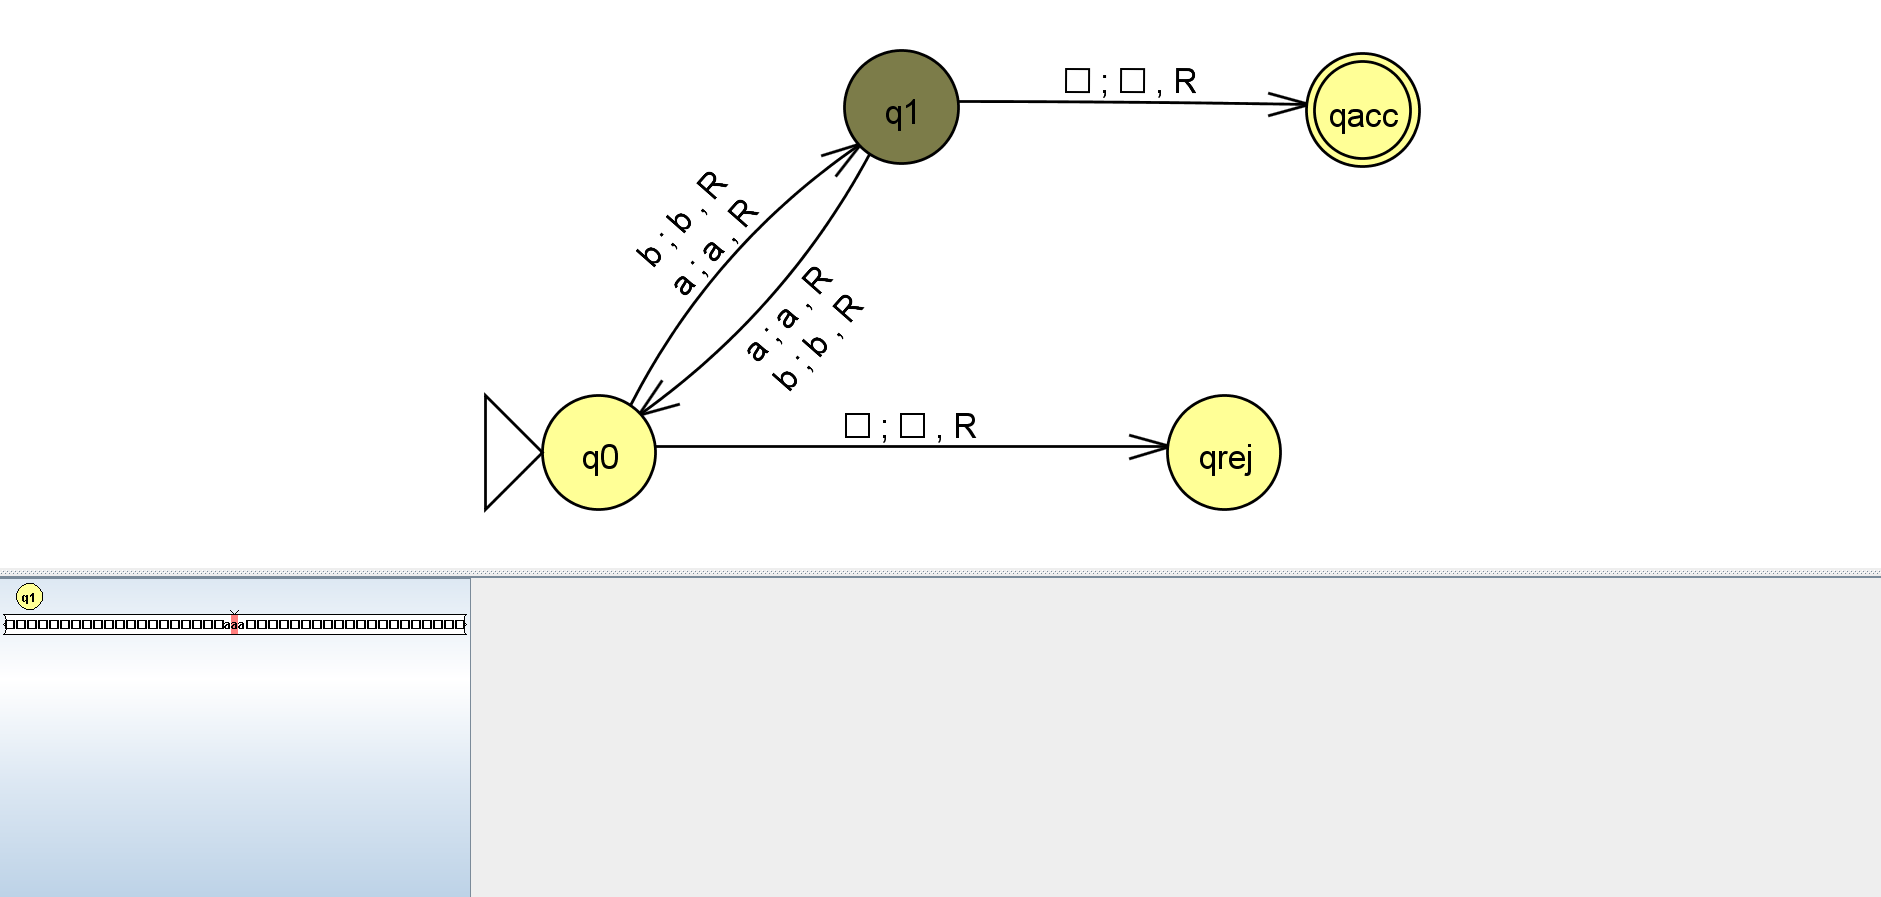 q1
□ ; □ , R
qacc
b ; b , R
a ; a , R
a ; a , R
b ; b , R
q0
□ ; □ , R
qrej
q1
□□□□□□□□□□□□□□□□□□□□aaa□□□□□□□□□□□□□□□□□□□□